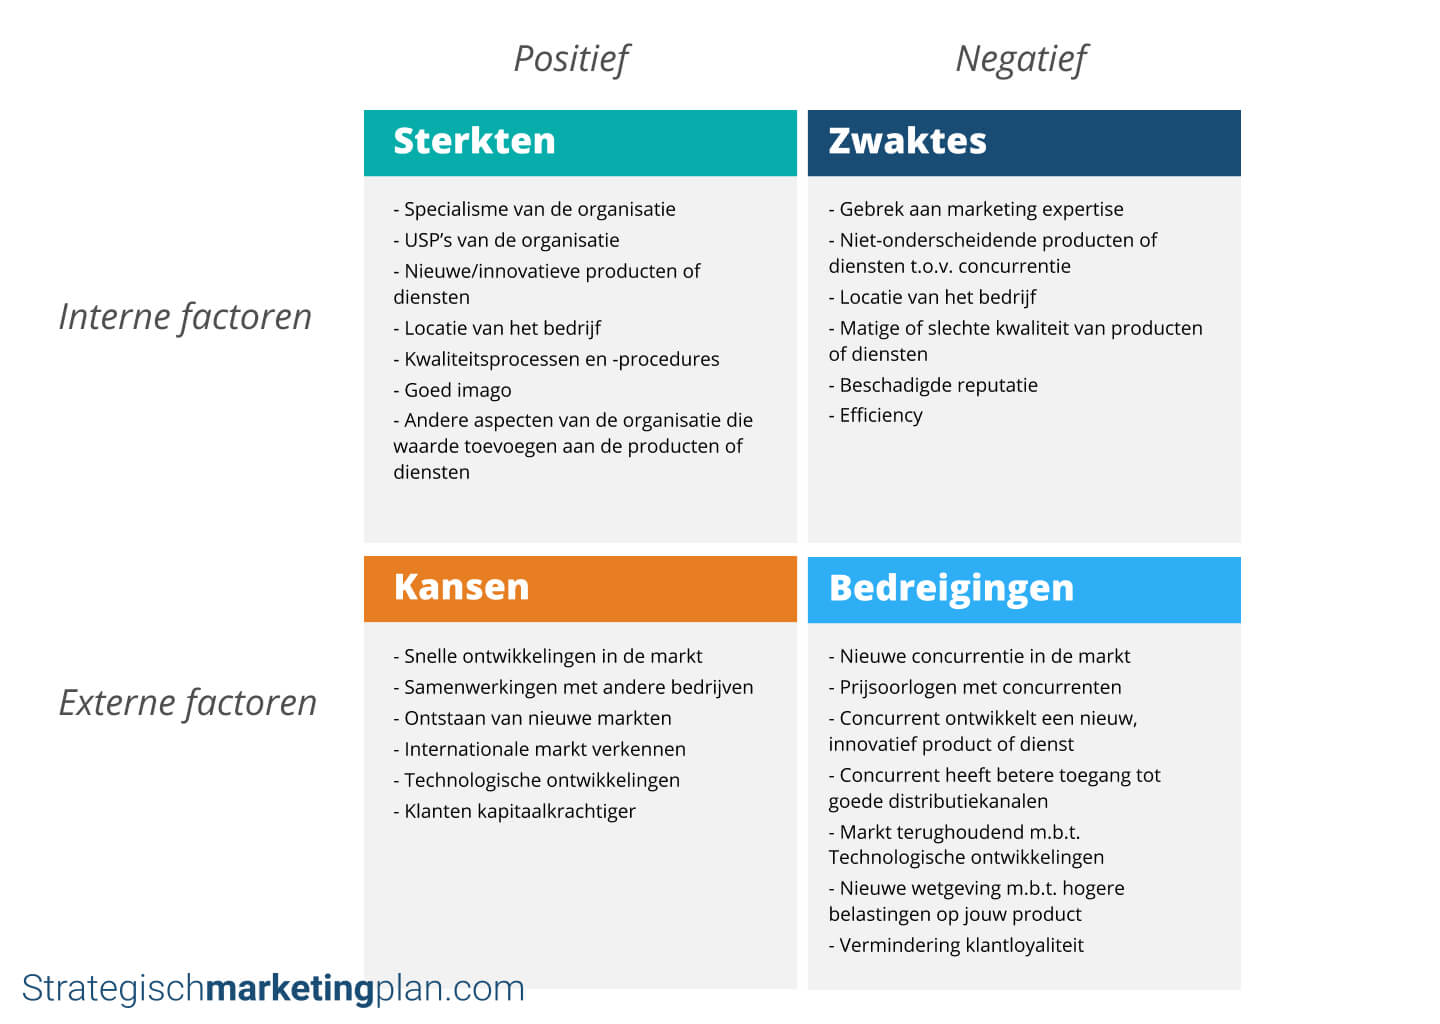 Positief
Negatief
Sterkten
- Specialisme van de organisatie
- USP’s van de organisatie
- Nieuwe/innovatieve producten of
diensten
- Locatie van het bedrijf
- Kwaliteitsprocessen en -procedures
- Goed imago
- Andere aspecten van de organisatie die
waarde toevoegen aan de producten of
diensten
Zwaktes
- Gebrek aan marketing expertise
- Niet-onderscheidende producten of
diensten t.o.v. concurrentie
- Locatie van het bedrijf
- Matige of slechte kwaliteit van producten
of diensten
- Beschadigde reputatie
- Efficiency
Interne factoren
Kansen
- Snelle ontwikkelingen in de markt
- Samenwerkingen met andere bedrijven
- Ontstaan van nieuwe markten
- Internationale markt verkennen
- Technologische ontwikkelingen
- Klanten kapitaalkrachtiger
Bedreigingen
- Nieuwe concurrentie in de markt
- Prijsoorlogen met concurrenten
- Concurrent ontwikkelt een nieuw,
innovatief product of dienst
- Concurrent heeft betere toegang tot
goede distributiekanalen
- Markt terughoudend m.b.t.
Technologische ontwikkelingen
- Nieuwe wetgeving m.b.t. hogere
belastingen op jouw product
- Vermindering klantloyaliteit
Externe factoren
Strategischmarketingplan.com